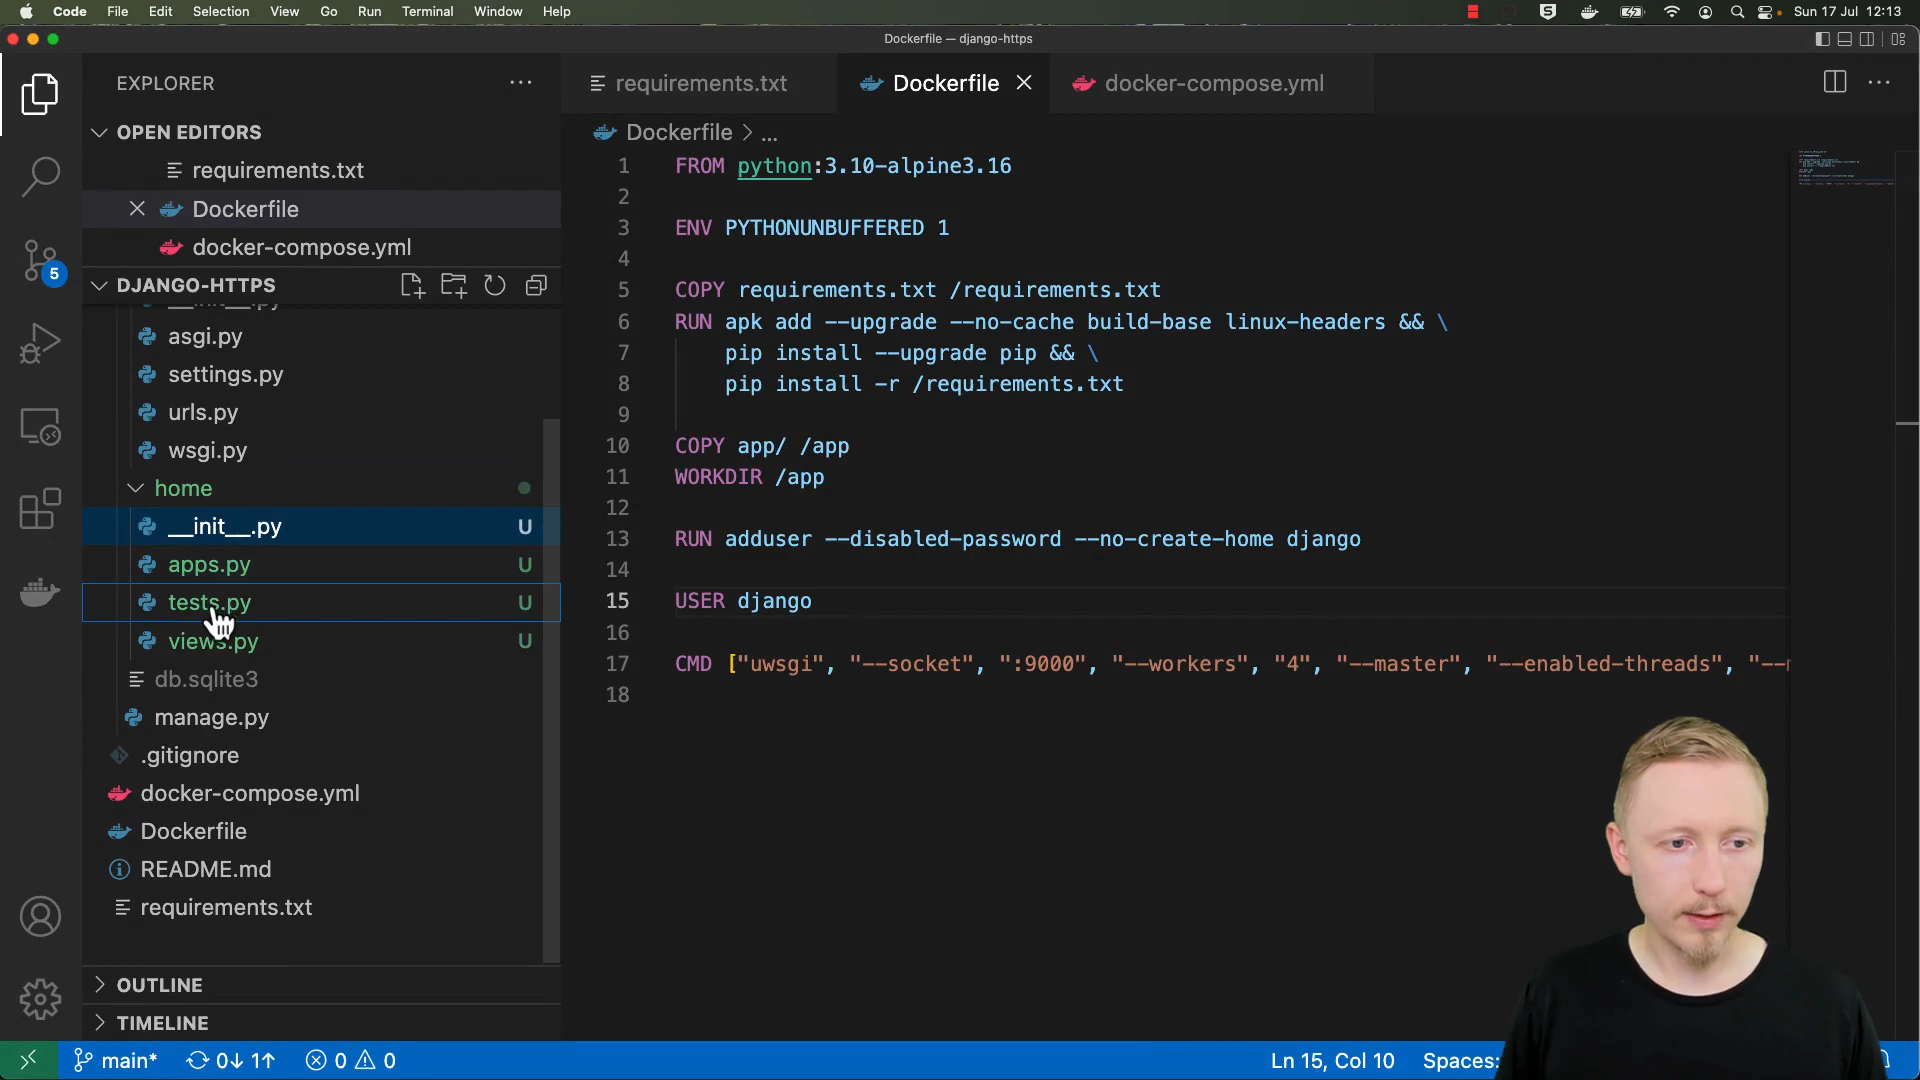 Code File Edit Selection View Go Run Terminal Window Help Sun 17 Jul 12:13
Dockerfile — django-https
EXPLORER
OPEN EDITORS
requirements.txt
Dockerfile
docker-compose.yml
DJANGO-HTTPS
__init__.py
asgi.py
settings.py
urls.py
wsgi.py
home
__init__.py U
apps.py U
tests.py U
views.py U
db.sqlite3
manage.py
.gitignore
docker-compose.yml
Dockerfile
README.md
requirements.txt
OUTLINE
TIMELINE
5
requirements.txt Dockerfile docker-compose.yml
Dockerfile > ...
1 FROM python:3.10-alpine3.16
2
3 ENV PYTHONUNBUFFERED 1
4
5 COPY requirements.txt /requirements.txt
6 RUN apk add --upgrade --no-cache build-base linux-headers && \
7 pip install --upgrade pip && \
8 pip install -r /requirements.txt
9
10 COPY app/ /app
11 WORKDIR /app
12
13 RUN adduser --disabled-password --no-create-home django
14
15 USER django
16
17 CMD ["uwsgi", "--socket", ":9000", "--workers", "4", "--master", "--enabled-threads", "--
18
main* 0↓ 1↑ 0 0 Ln 15, Col 10 Spaces: